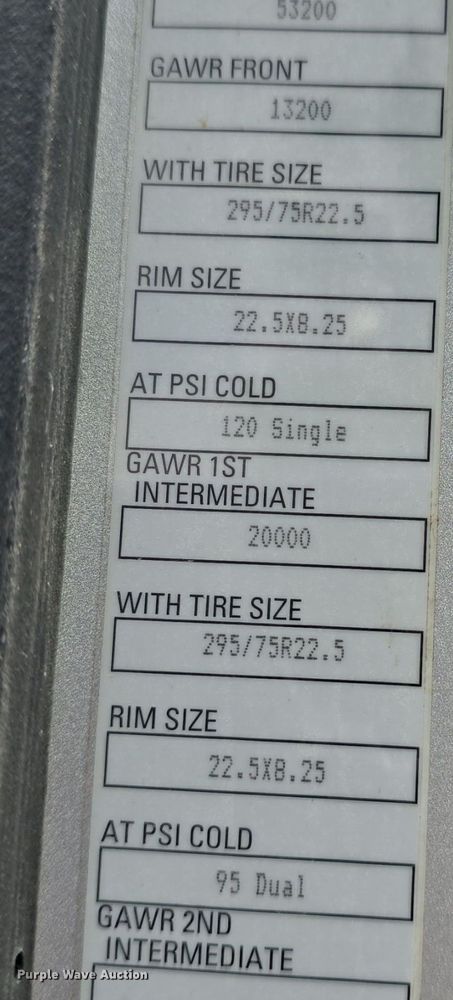 53200
GAWR FRONT
13200
WITH TIRE SIZE
295/75R22.5
RIM SIZE
22.5X8.25
AT PSI COLD
120 Single
GAWR 1ST
INTERMEDIATE
20000
WITH TIRE SIZE
295/75R22.5
RIM SIZE
22.5X8.25
AT PSI COLD
95 Dual
GAWR 2ND
INTERMEDIATE
Purple Wave Auction